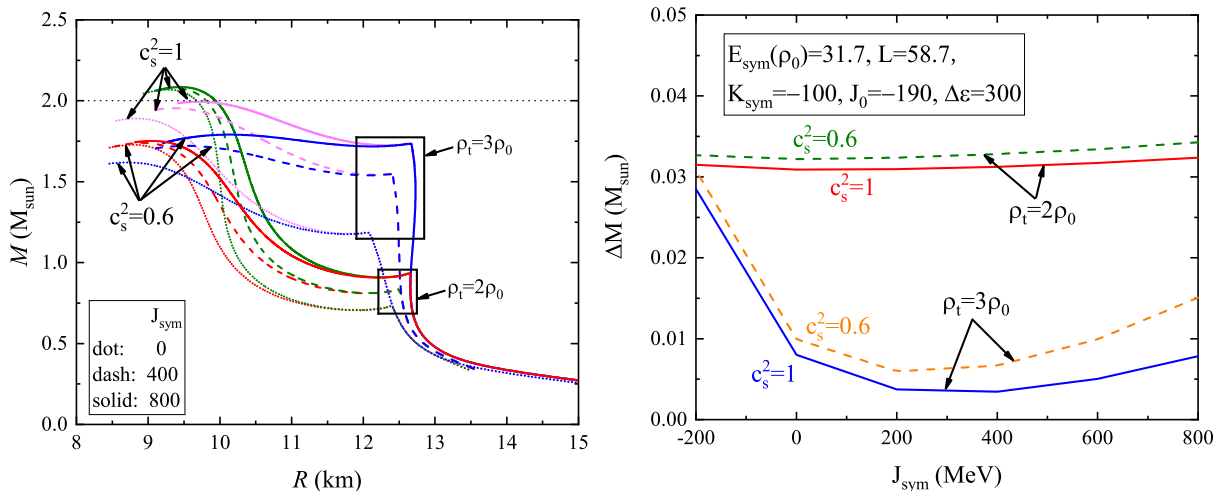 2.5
2.0
1.5
1.0
0.5
0.0
M (M_sun)
c_s^2=1
c_s^2=0.6
ρ_t=3ρ_0
ρ_t=2ρ_0
J_sym
dot: 0
dash: 400
solid: 800
8 9 10 11 12 13 14 15
R (km)
0.05
0.04
0.03
0.02
0.01
0.00
ΔM (M_sun)
E_sym(ρ_0)=31.7, L=58.7,
K_sym=−100, J_0=−190, Δε=300
c_s^2=0.6
c_s^2=1
ρ_t=2ρ_0
ρ_t=3ρ_0
c_s^2=0.6
c_s^2=1
-200 0 200 400 600 800
J_sym (MeV)